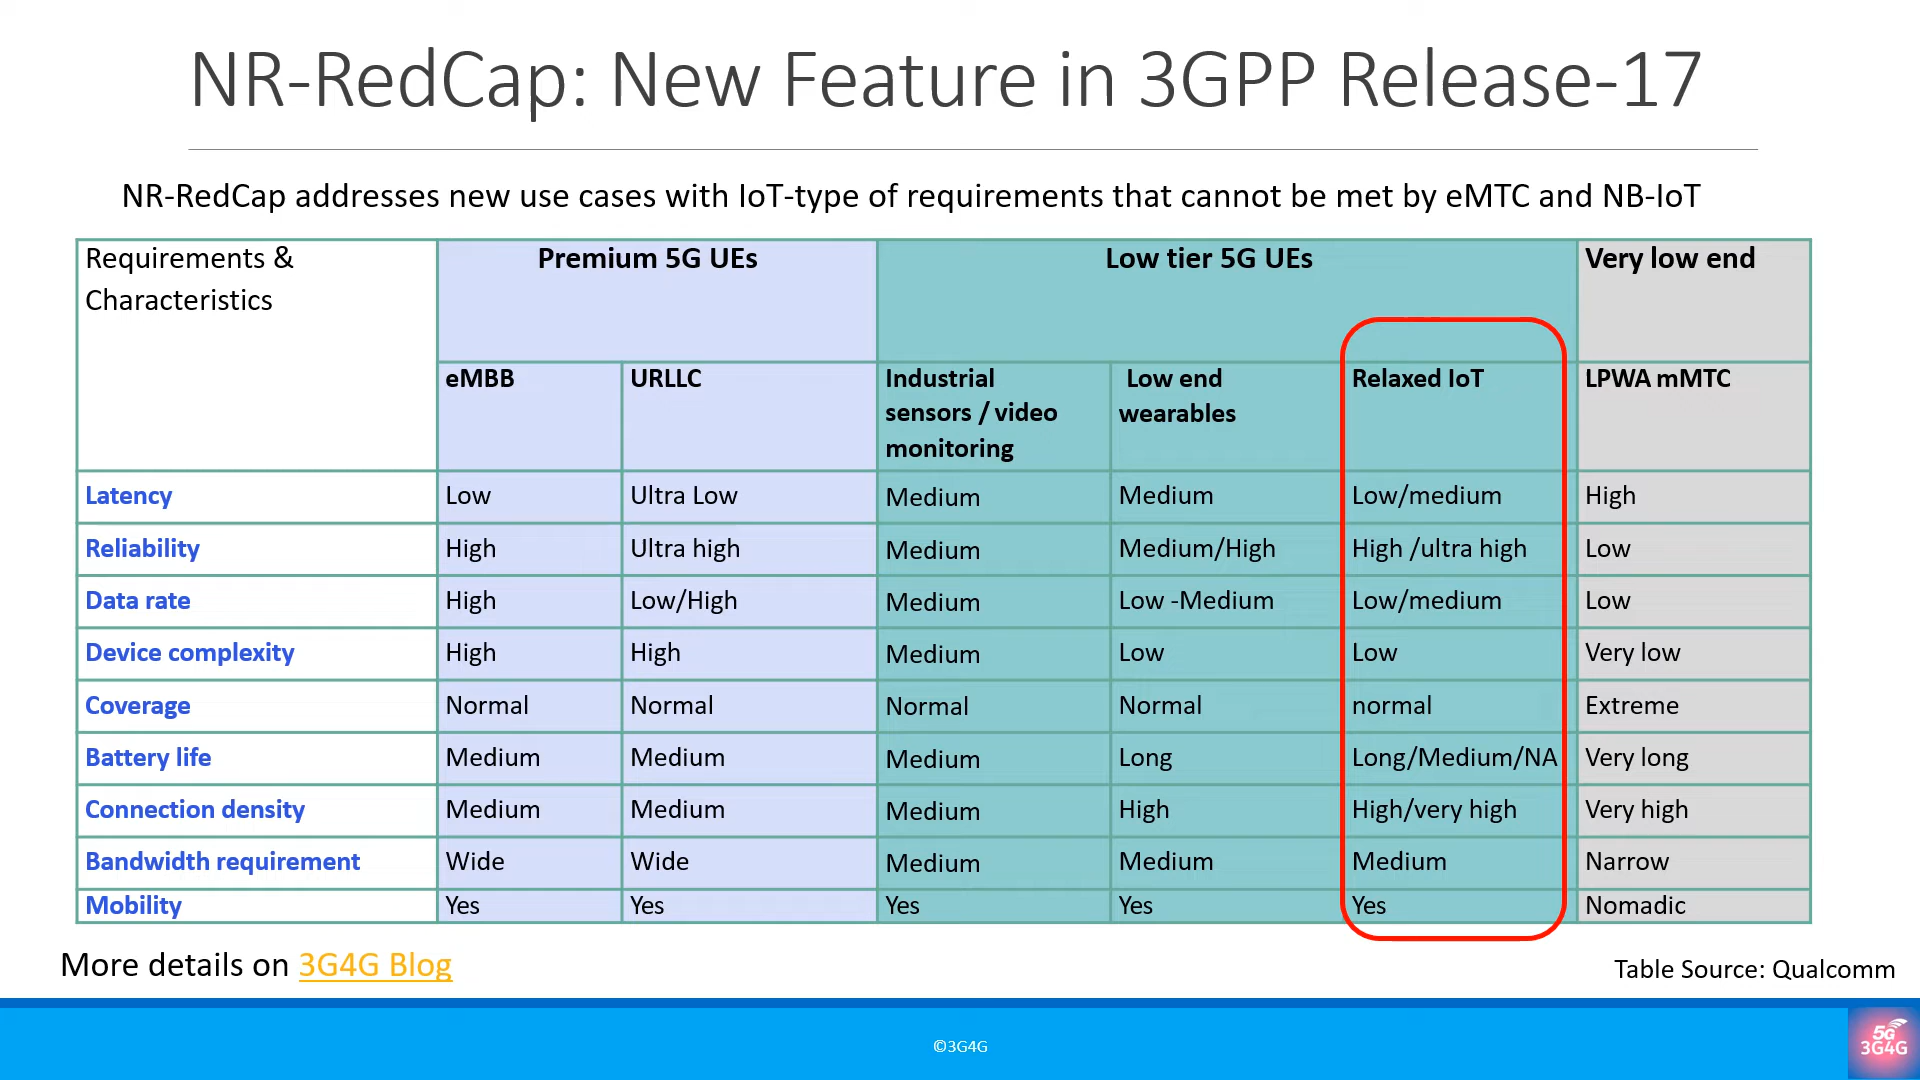 NR-RedCap: New Feature in 3GPP Release-17
NR-RedCap addresses new use cases with IoT-type of requirements that cannot be met by eMTC and NB-IoT
Requirements & Characteristics
Premium 5G UEs
Low tier 5G UEs
Very low end
eMBB
URLLC
Industrial sensors / video monitoring
Low end wearables
Relaxed IoT
LPWA mMTC
Latency Low Ultra Low Medium Medium Low/medium High
Reliability High Ultra high Medium Medium/High High /ultra high Low
Data rate High Low/High Medium Low -Medium Low/medium Low
Device complexity High High Medium Low Low Very low
Coverage Normal Normal Normal Normal normal Extreme
Battery life Medium Medium Medium Long Long/Medium/NA Very long
Connection density Medium Medium Medium High High/very high Very high
Bandwidth requirement Wide Wide Medium Medium Medium Narrow
Mobility Yes Yes Yes Yes Yes Nomadic
More details on 3G4G Blog
Table Source: Qualcomm
©3G4G
5G
3G4G